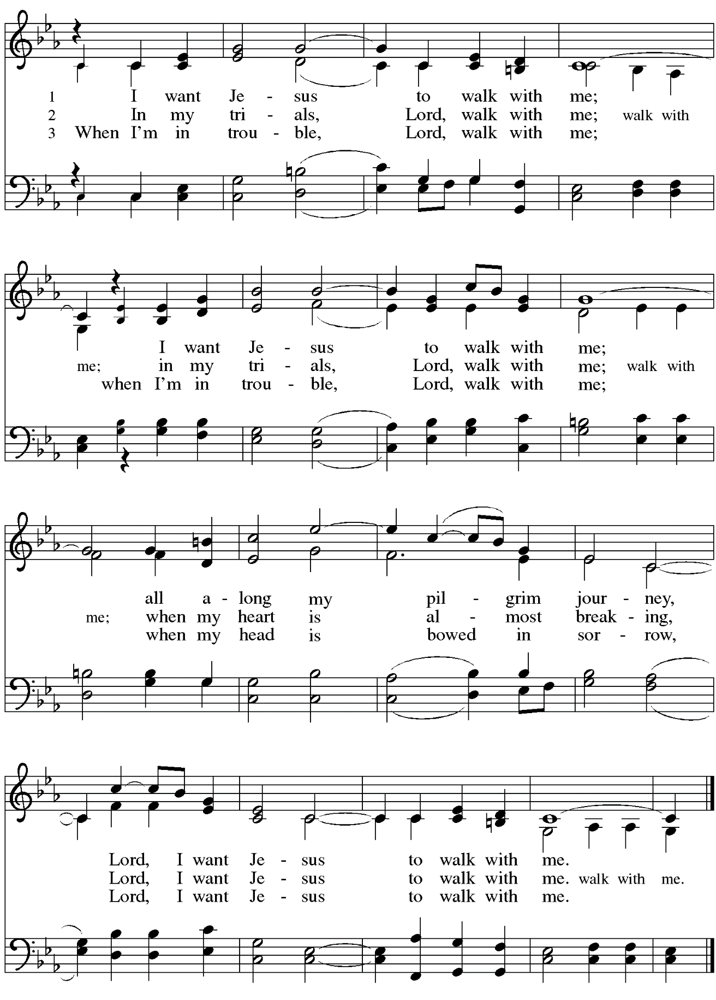 1 I want Je - sus to walk with me;
2 In my tri - als, Lord, walk with me; walk with
3 When I'm in trou - ble, Lord, walk with me;
I want Je - sus to walk with me;
me; in my tri - als, Lord, walk with me; walk with
when I'm in trou - ble, Lord, walk with me;
all a - long my pil - grim jour - ney,
me; when my heart is al - most break - ing,
when my head is bowed in sor - row,
Lord, I want Je - sus to walk with me.
Lord, I want Je - sus to walk with me. walk with me.
Lord, I want Je - sus to walk with me.